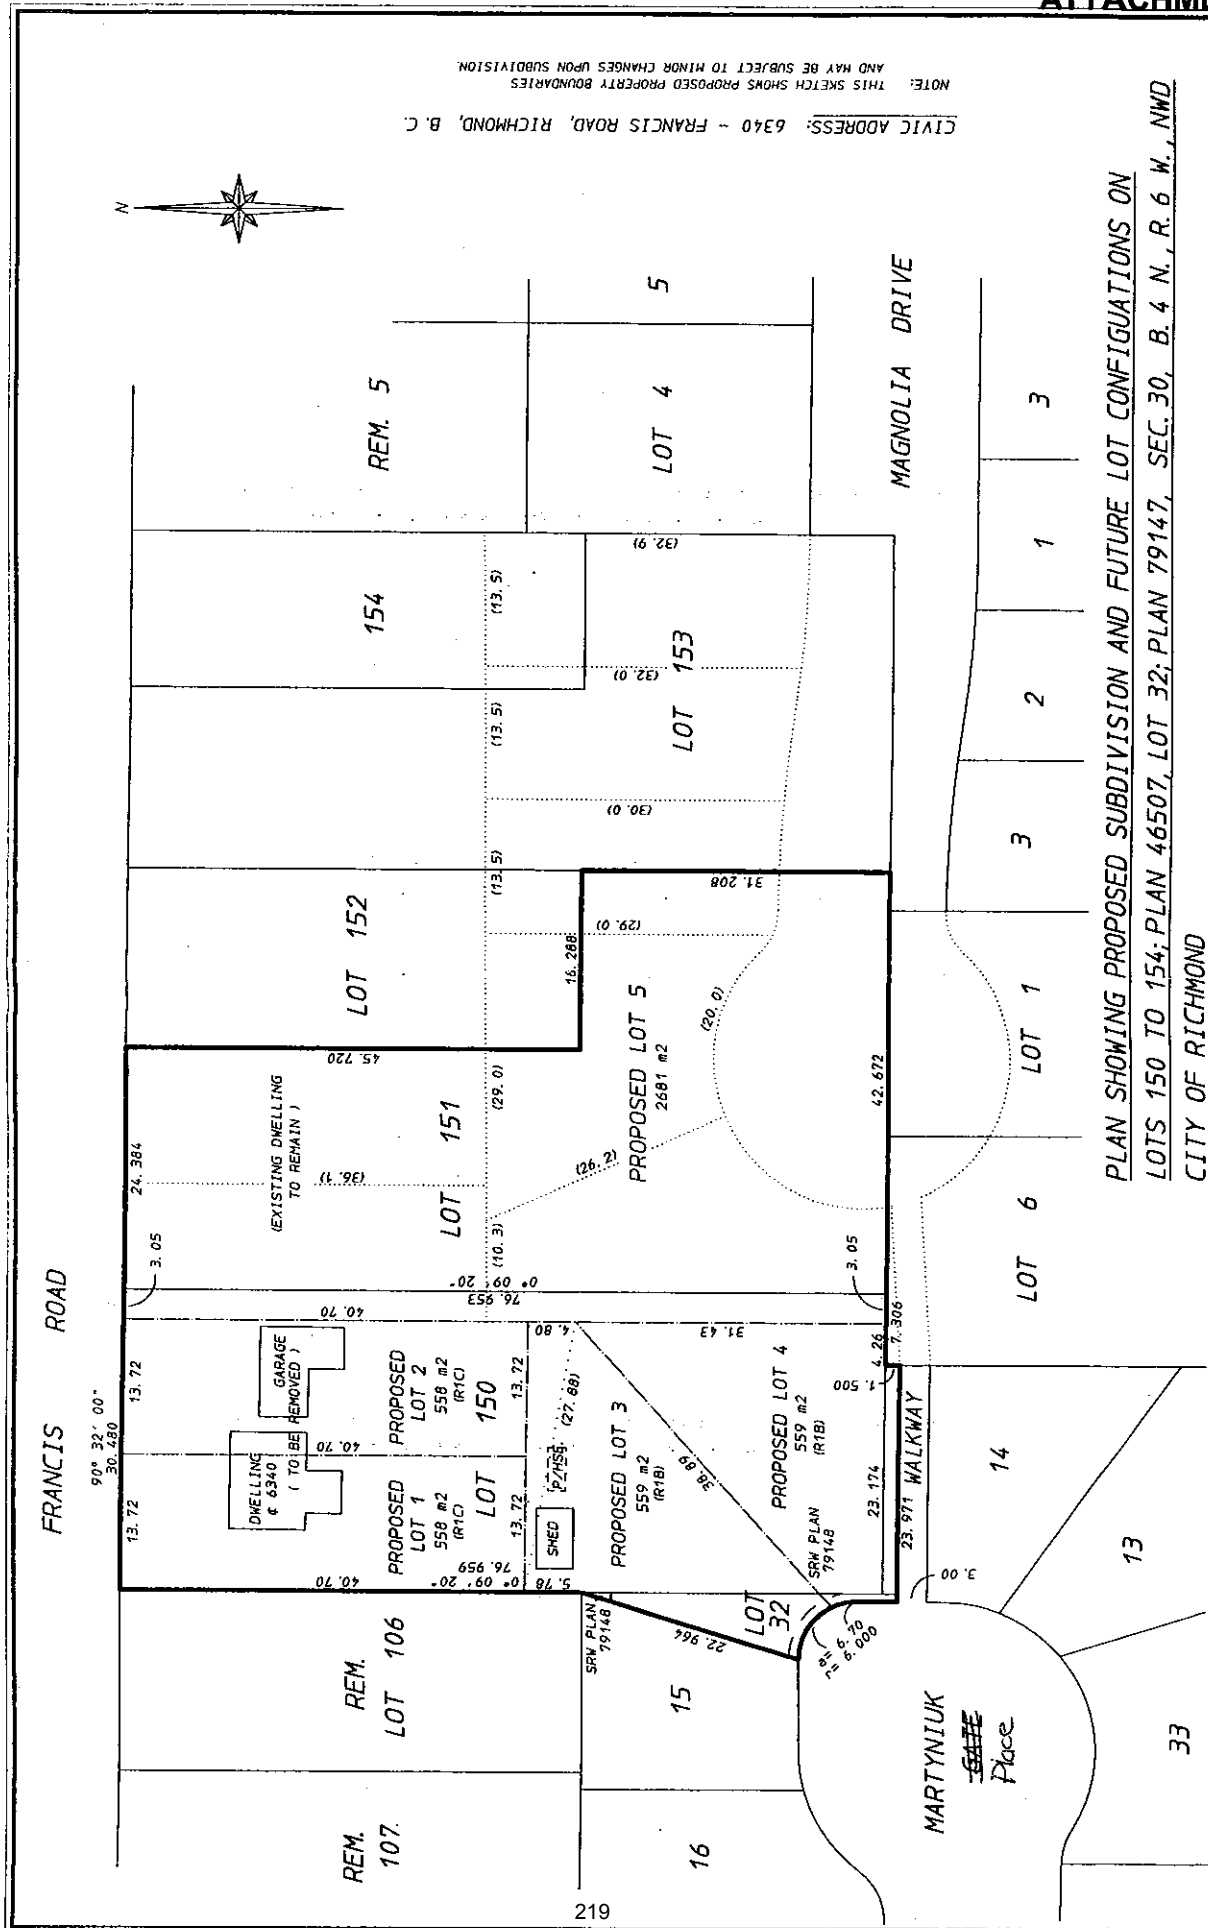 ATTACHME
NOTE: THIS SKETCH SHOWS PROPOSED PROPERTY BOUNDARIES
AND MAY BE SUBJECT TO MINOR CHANGES UPON SUBDIVISION.
CIVIC ADDRESS: 6340 - FRANCIS ROAD, RICHMOND, B. C.
N
FRANCIS ROAD
90° 32' 00"
30.480
13.72
13.72
3.05
24.384
REM. 107
REM.
LOT 106
DWELLING
¢ 6340
GARAGE
( TO BE REMOVED )
(EXISTING DWELLING
TO REMAIN )
40.70
40.70
40.70
(36.1)
45.720
PROPOSED
LOT 1
558 m2
(R1C)
PROPOSED
LOT 2
558 m2
(R1C)
LOT 150
LOT 151
LOT 152
154
REM. 5
0° 09' 20"
76.959
0° 09' 20"
76.953
13.72
13.72
(10.3)
(29.0)
(13.5)
(13.5)
(13.5)
5.78
4.80
SHED
P/HSE
(27.88)
(26.2)
16.288
(29.0)
(30.0)
(32.0)
(32.9)
SRW PLAN
79148
PROPOSED LOT 3
559 m2
(R1B)
38.89
31.43
PROPOSED LOT 5
2681 m2
(20.0)
31.208
LOT 153
LOT 4
5
16
15
22.964
LOT
32
SRW PLAN
79148
PROPOSED LOT 4
559 m2
(R1B)
a= 6.70
r= 6.000
23.174
1.500
4.26
7.306
3.05
42.672
3.00
23.971 WALKWAY
MAGNOLIA DRIVE
MARTYNIUK
GATE
Place
33
13
14
LOT 6
LOT 1
3
2
1
3
PLAN SHOWING PROPOSED SUBDIVISION AND FUTURE LOT CONFIGUATIONS ON
LOTS 150 TO 154; PLAN 46507, LOT 32; PLAN 79147, SEC. 30, B. 4 N., R. 6 W., NWD
CITY OF RICHMOND
219